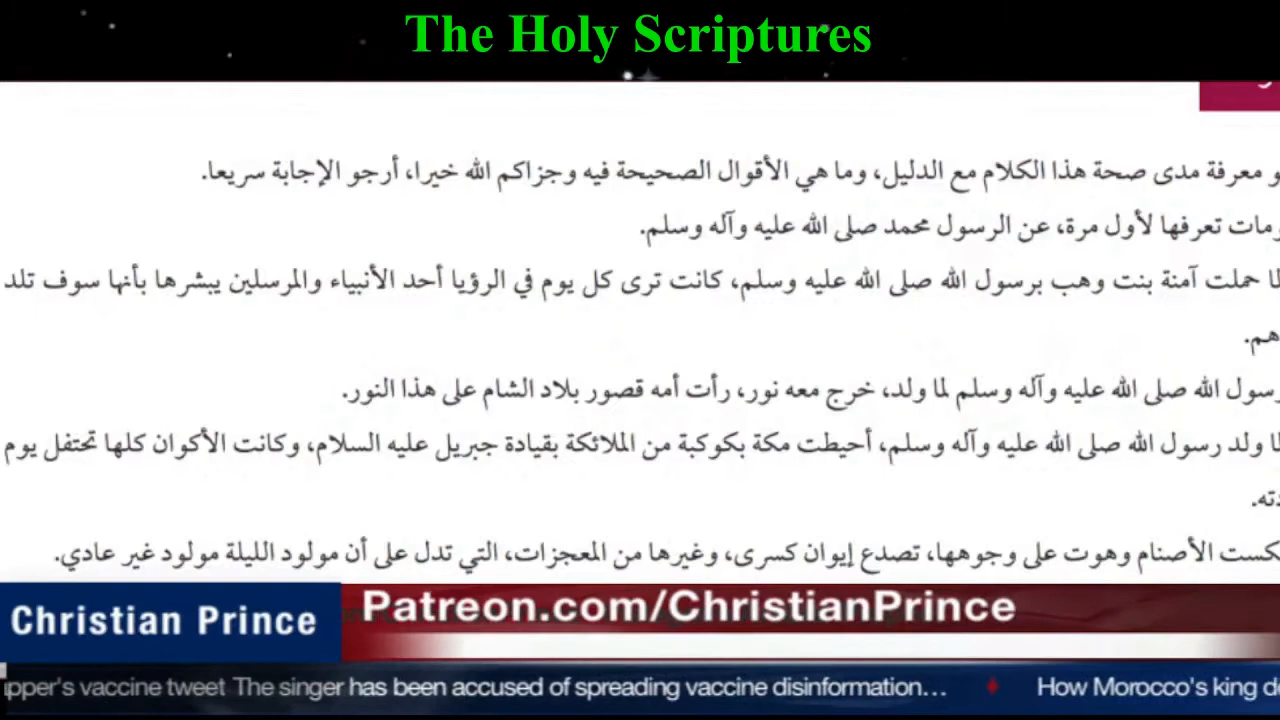 The Holy Scriptures
و معرفة مدى صحة هذا الكلام مع الدليل، وما هي الأقوال الصحيحة فيه وجزاكم الله خيرا، أرجو الإجابة سريعا.
ومات تعرفها لأول مرة، عن الرسول محمد صلى الله عليه وآله وسلم.
لما حملت آمنة بنت وهب برسول الله صلى الله عليه وسلم، كانت ترى كل يوم في الرؤيا أحد الأنبياء والمرسلين يبشرها بأنها سوف تلد
هم.
رسول الله صلى الله عليه وآله وسلم لما ولد، خرج معه نور، رأت أمه قصور بلاد الشام على هذا النور.
ا ولد رسول الله صلى الله عليه وآله وسلم، أحيطت مكة بكوكبة من الملائكة بقيادة جبريل عليه السلام، وكانت الأكوان كلها تحتفل يوم
دته.
كست الأصنام وهوت على وجوهها، تصدع إيوان كسرى، وغيرها من المعجزات، التي تدل على أن مولود الليلة مولود غير عادي.
Christian Prince
Patreon.com/ChristianPrince
pper's vaccine tweet The singer has been accused of spreading vaccine disinformation... How Morocco's king de